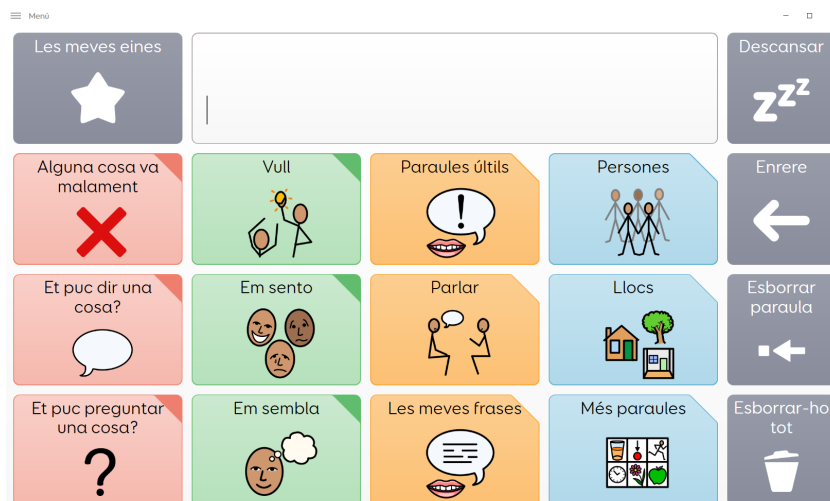 Menú
Les meves eines
Descansar
zzz
Alguna cosa va
malament
Vull
Paraules últils
Persones
Enrere
Et puc dir una
cosa?
Em sento
Parlar
Llocs
Esborrar
paraula
Et puc preguntar
una cosa?
Em sembla
Les meves frases
Més paraules
Esborrar-ho
tot